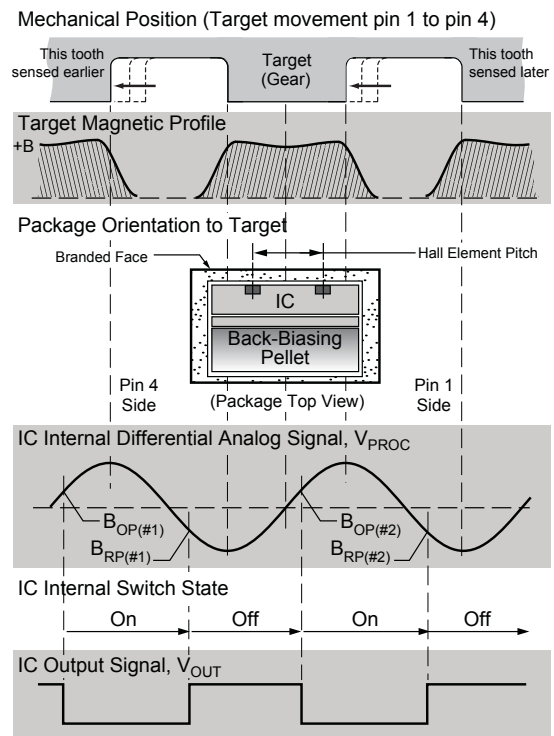 Mechanical Position (Target movement pin 1 to pin 4)
This tooth
sensed earlier
Target
(Gear)
This tooth
sensed later
Target Magnetic Profile
+B
Package Orientation to Target
Branded Face
Hall Element Pitch
IC
Back-Biasing
Pellet
Pin 4
Side
(Package Top View)
Pin 1
Side
IC Internal Differential Analog Signal, VPROC
BOP(#1)
BRP(#1)
BOP(#2)
BRP(#2)
IC Internal Switch State
On Off On Off
IC Output Signal, VOUT